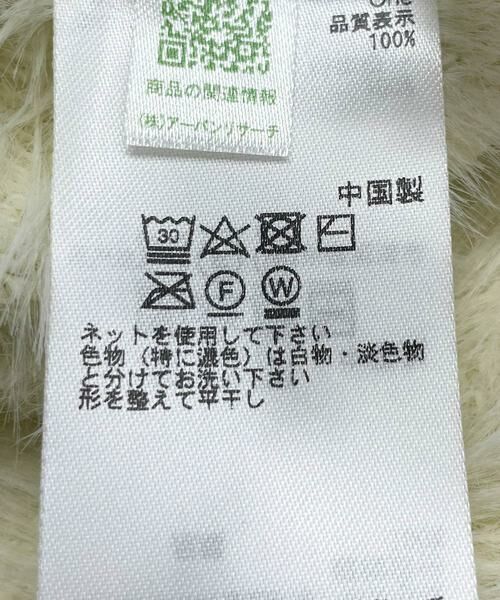 One
品質表示
100%
商品の関連情報
(株)アーバンリサーチ
中国製
30
F
W
ネットを使用して下さい
色物(特に濃色)は白物・淡色物
と分けてお洗い下さい
形を整えて平干し